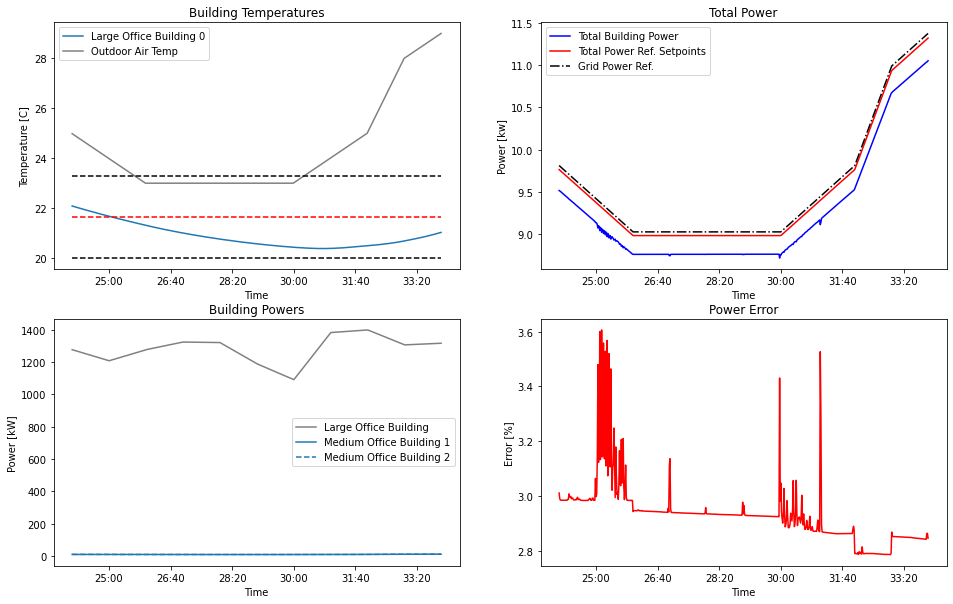 Building Temperatures
Large Office Building 0
Outdoor Air Temp
28
26
24
22
20
Temperature [C]
25:00 26:40 28:20 30:00 31:40 33:20
Time
Total Power
Total Building Power
Total Power Ref. Setpoints
Grid Power Ref.
11.5
11.0
10.5
10.0
9.5
9.0
Power [kw]
25:00 26:40 28:20 30:00 31:40 33:20
Time
Building Powers
Large Office Building
Medium Office Building 1
Medium Office Building 2
1400
1200
1000
800
600
400
200
0
Power [kW]
25:00 26:40 28:20 30:00 31:40 33:20
Time
Power Error
3.6
3.4
3.2
3.0
2.8
Error [%]
25:00 26:40 28:20 30:00 31:40 33:20
Time